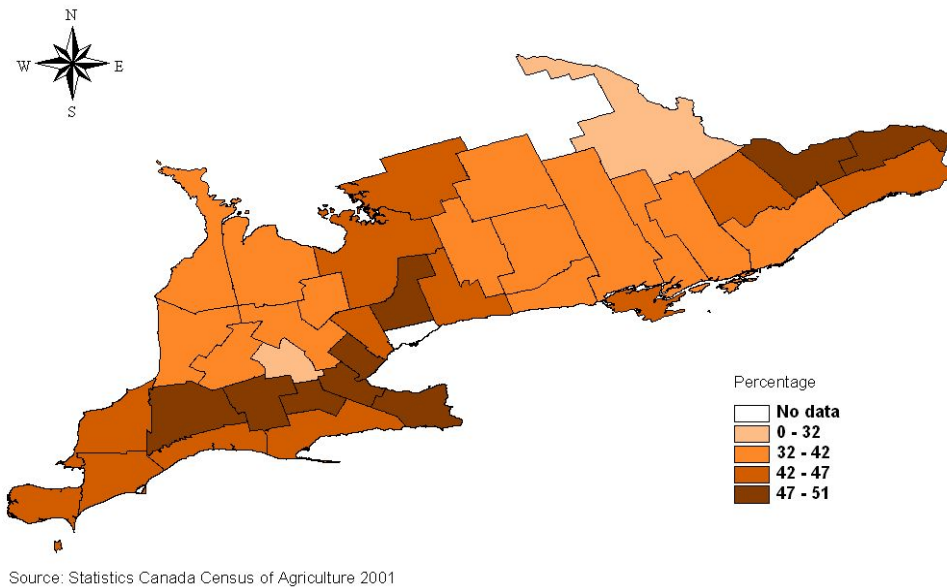 N
W E
S
Percentage
No data
0 - 32
32 - 42
42 - 47
47 - 51
Source: Statistics Canada Census of Agriculture 2001